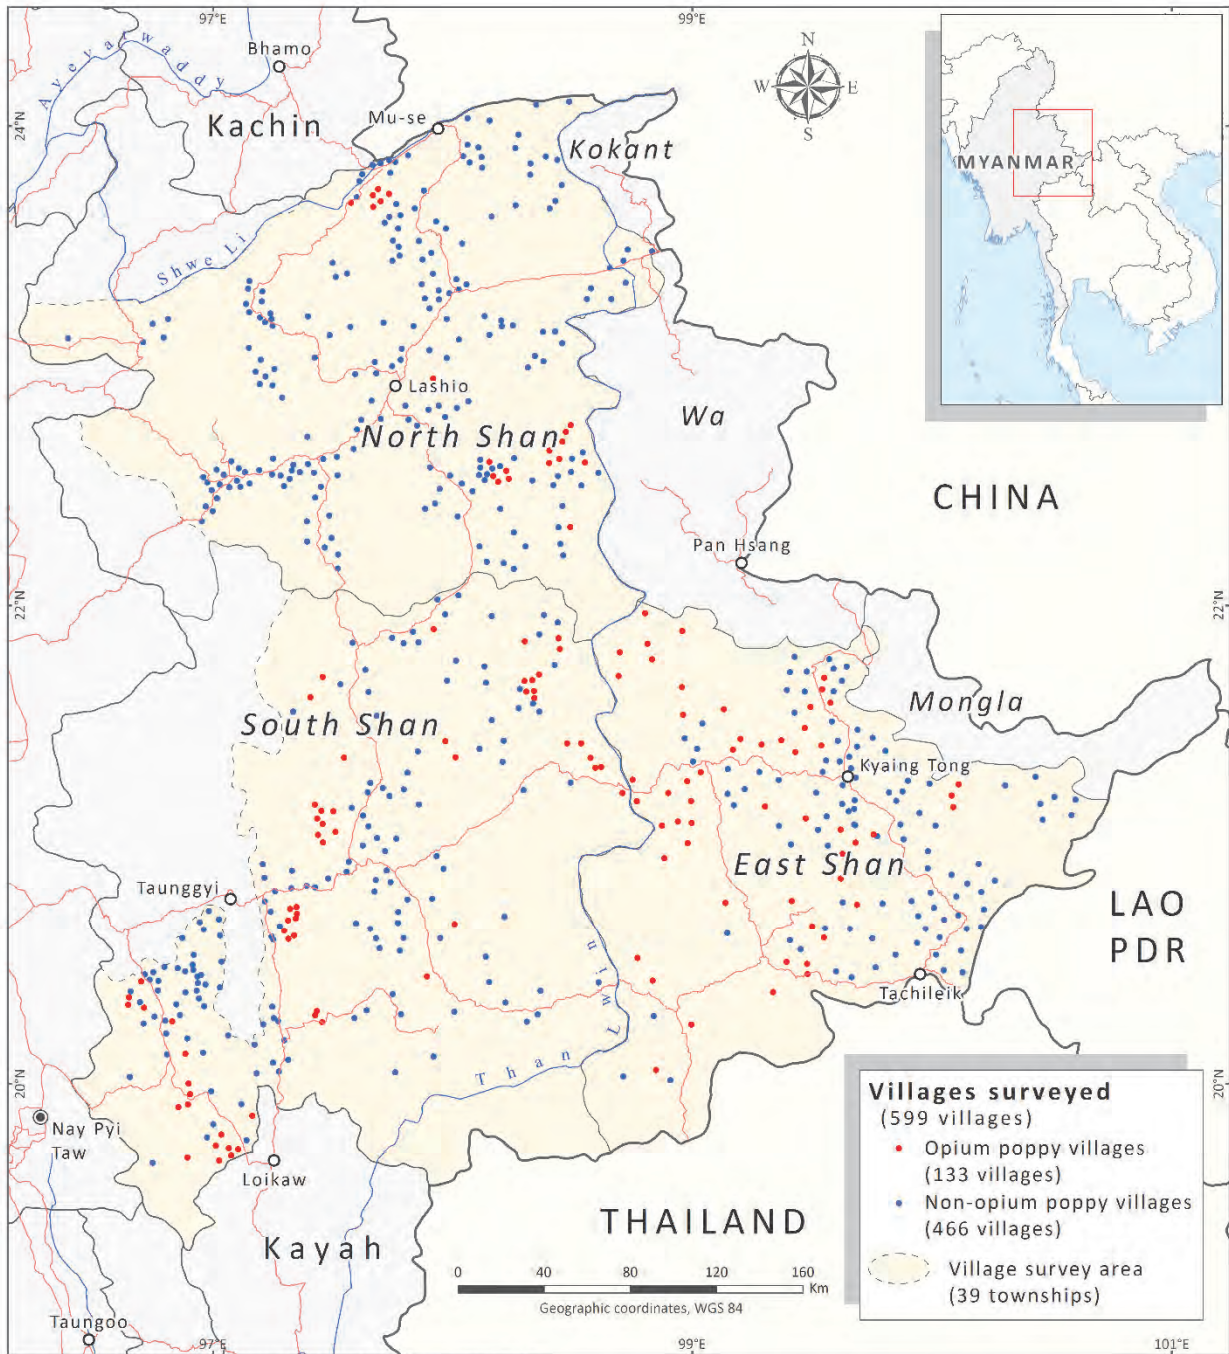 97°E
99°E
Ayeyarwaddy
Bhamo
N
W E
S
24°N
Kachin
Mu-se
Kokant
MYANMAR
Shwe Li
Lashio
Wa
North Shan
CHINA
Pan Hsang
22°N
22°N
Mongla
South Shan
Kyaing Tong
East Shan
Taunggyi
LAO
PDR
Tachileik
Than Lwin
20°N
20°N
Nay Pyi
Taw
Loikaw
THAILAND
Kayah
Villages surveyed
(599 villages)
Opium poppy villages
(133 villages)
Non-opium poppy villages
(466 villages)
Village survey area
(39 townships)
0 40 80 120 160
Km
Geographic coordinates, WGS 84
Taungoo
97°E
99°E
101°E